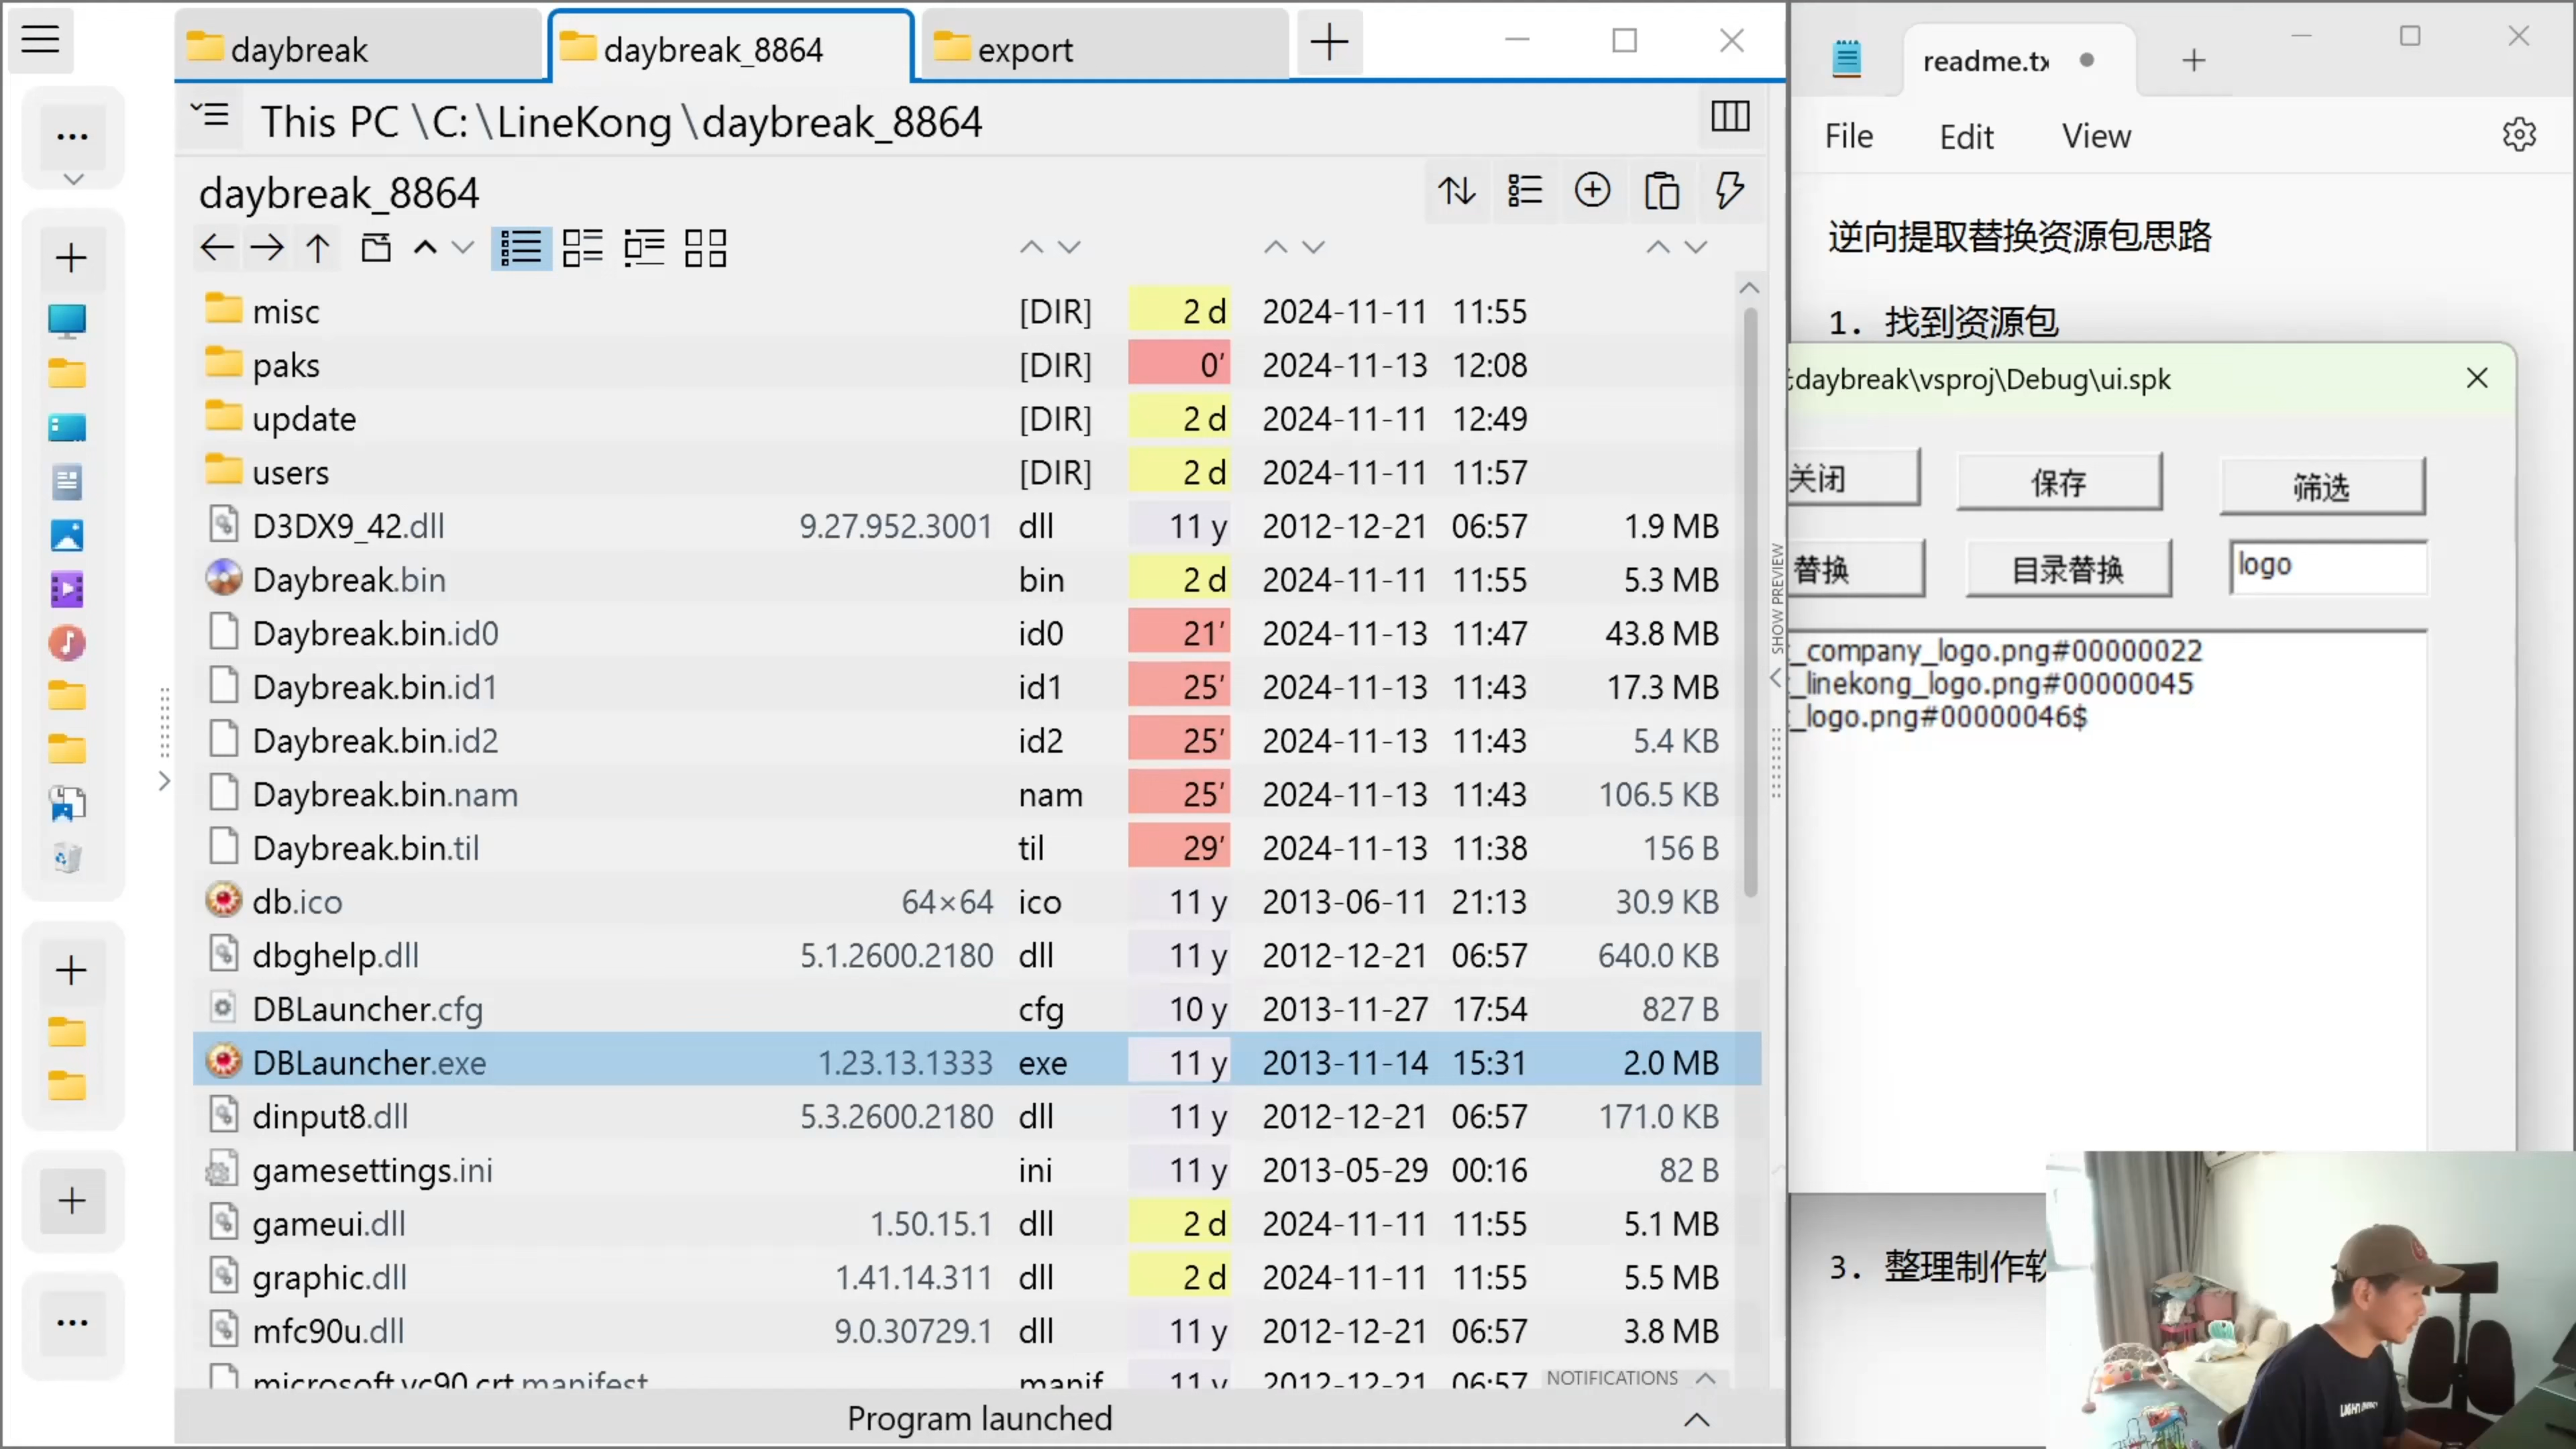 daybreak
daybreak_8864
export
This PC \C: \LineKong \daybreak_8864
daybreak_8864
misc [DIR] 2 d 2024-11-11 11:55
paks [DIR] 0′ 2024-11-13 12:08
update [DIR] 2 d 2024-11-11 12:49
users [DIR] 2 d 2024-11-11 11:57
D3DX9_42.dll 9.27.952.3001 dll 11 y 2012-12-21 06:57 1.9 MB
Daybreak.bin bin 2 d 2024-11-11 11:55 5.3 MB
Daybreak.bin.id0 id0 21′ 2024-11-13 11:47 43.8 MB
Daybreak.bin.id1 id1 25′ 2024-11-13 11:43 17.3 MB
Daybreak.bin.id2 id2 25′ 2024-11-13 11:43 5.4 KB
Daybreak.bin.nam nam 25′ 2024-11-13 11:43 106.5 KB
Daybreak.bin.til til 29′ 2024-11-13 11:38 156 B
db.ico 64×64 ico 11 y 2013-06-11 21:13 30.9 KB
dbghelp.dll 5.1.2600.2180 dll 11 y 2012-12-21 06:57 640.0 KB
DBLauncher.cfg cfg 10 y 2013-11-27 17:54 827 B
DBLauncher.exe 1.23.13.1333 exe 11 y 2013-11-14 15:31 2.0 MB
dinput8.dll 5.3.2600.2180 dll 11 y 2012-12-21 06:57 171.0 KB
gamesettings.ini ini 11 y 2013-05-29 00:16 82 B
gameui.dll 1.50.15.1 dll 2 d 2024-11-11 11:55 5.1 MB
graphic.dll 1.41.14.311 dll 2 d 2024-11-11 11:55 5.5 MB
mfc90u.dll 9.0.30729.1 dll 11 y 2012-12-21 06:57 3.8 MB
microsoft.vc90.crt.manifest manif 11 y 2012-12-21 06:57
NOTIFICATIONS
Program launched
SHOW PREVIEW
readme.tx
File Edit View
逆向提取替换资源包思路
1. 找到资源包
daybreak\vsproj\Debug\ui.spk
关闭 保存 筛选
替换 目录替换 logo
_company_logo.png#00000022
_linekong_logo.png#00000045
_logo.png#00000046$
3. 整理制作软